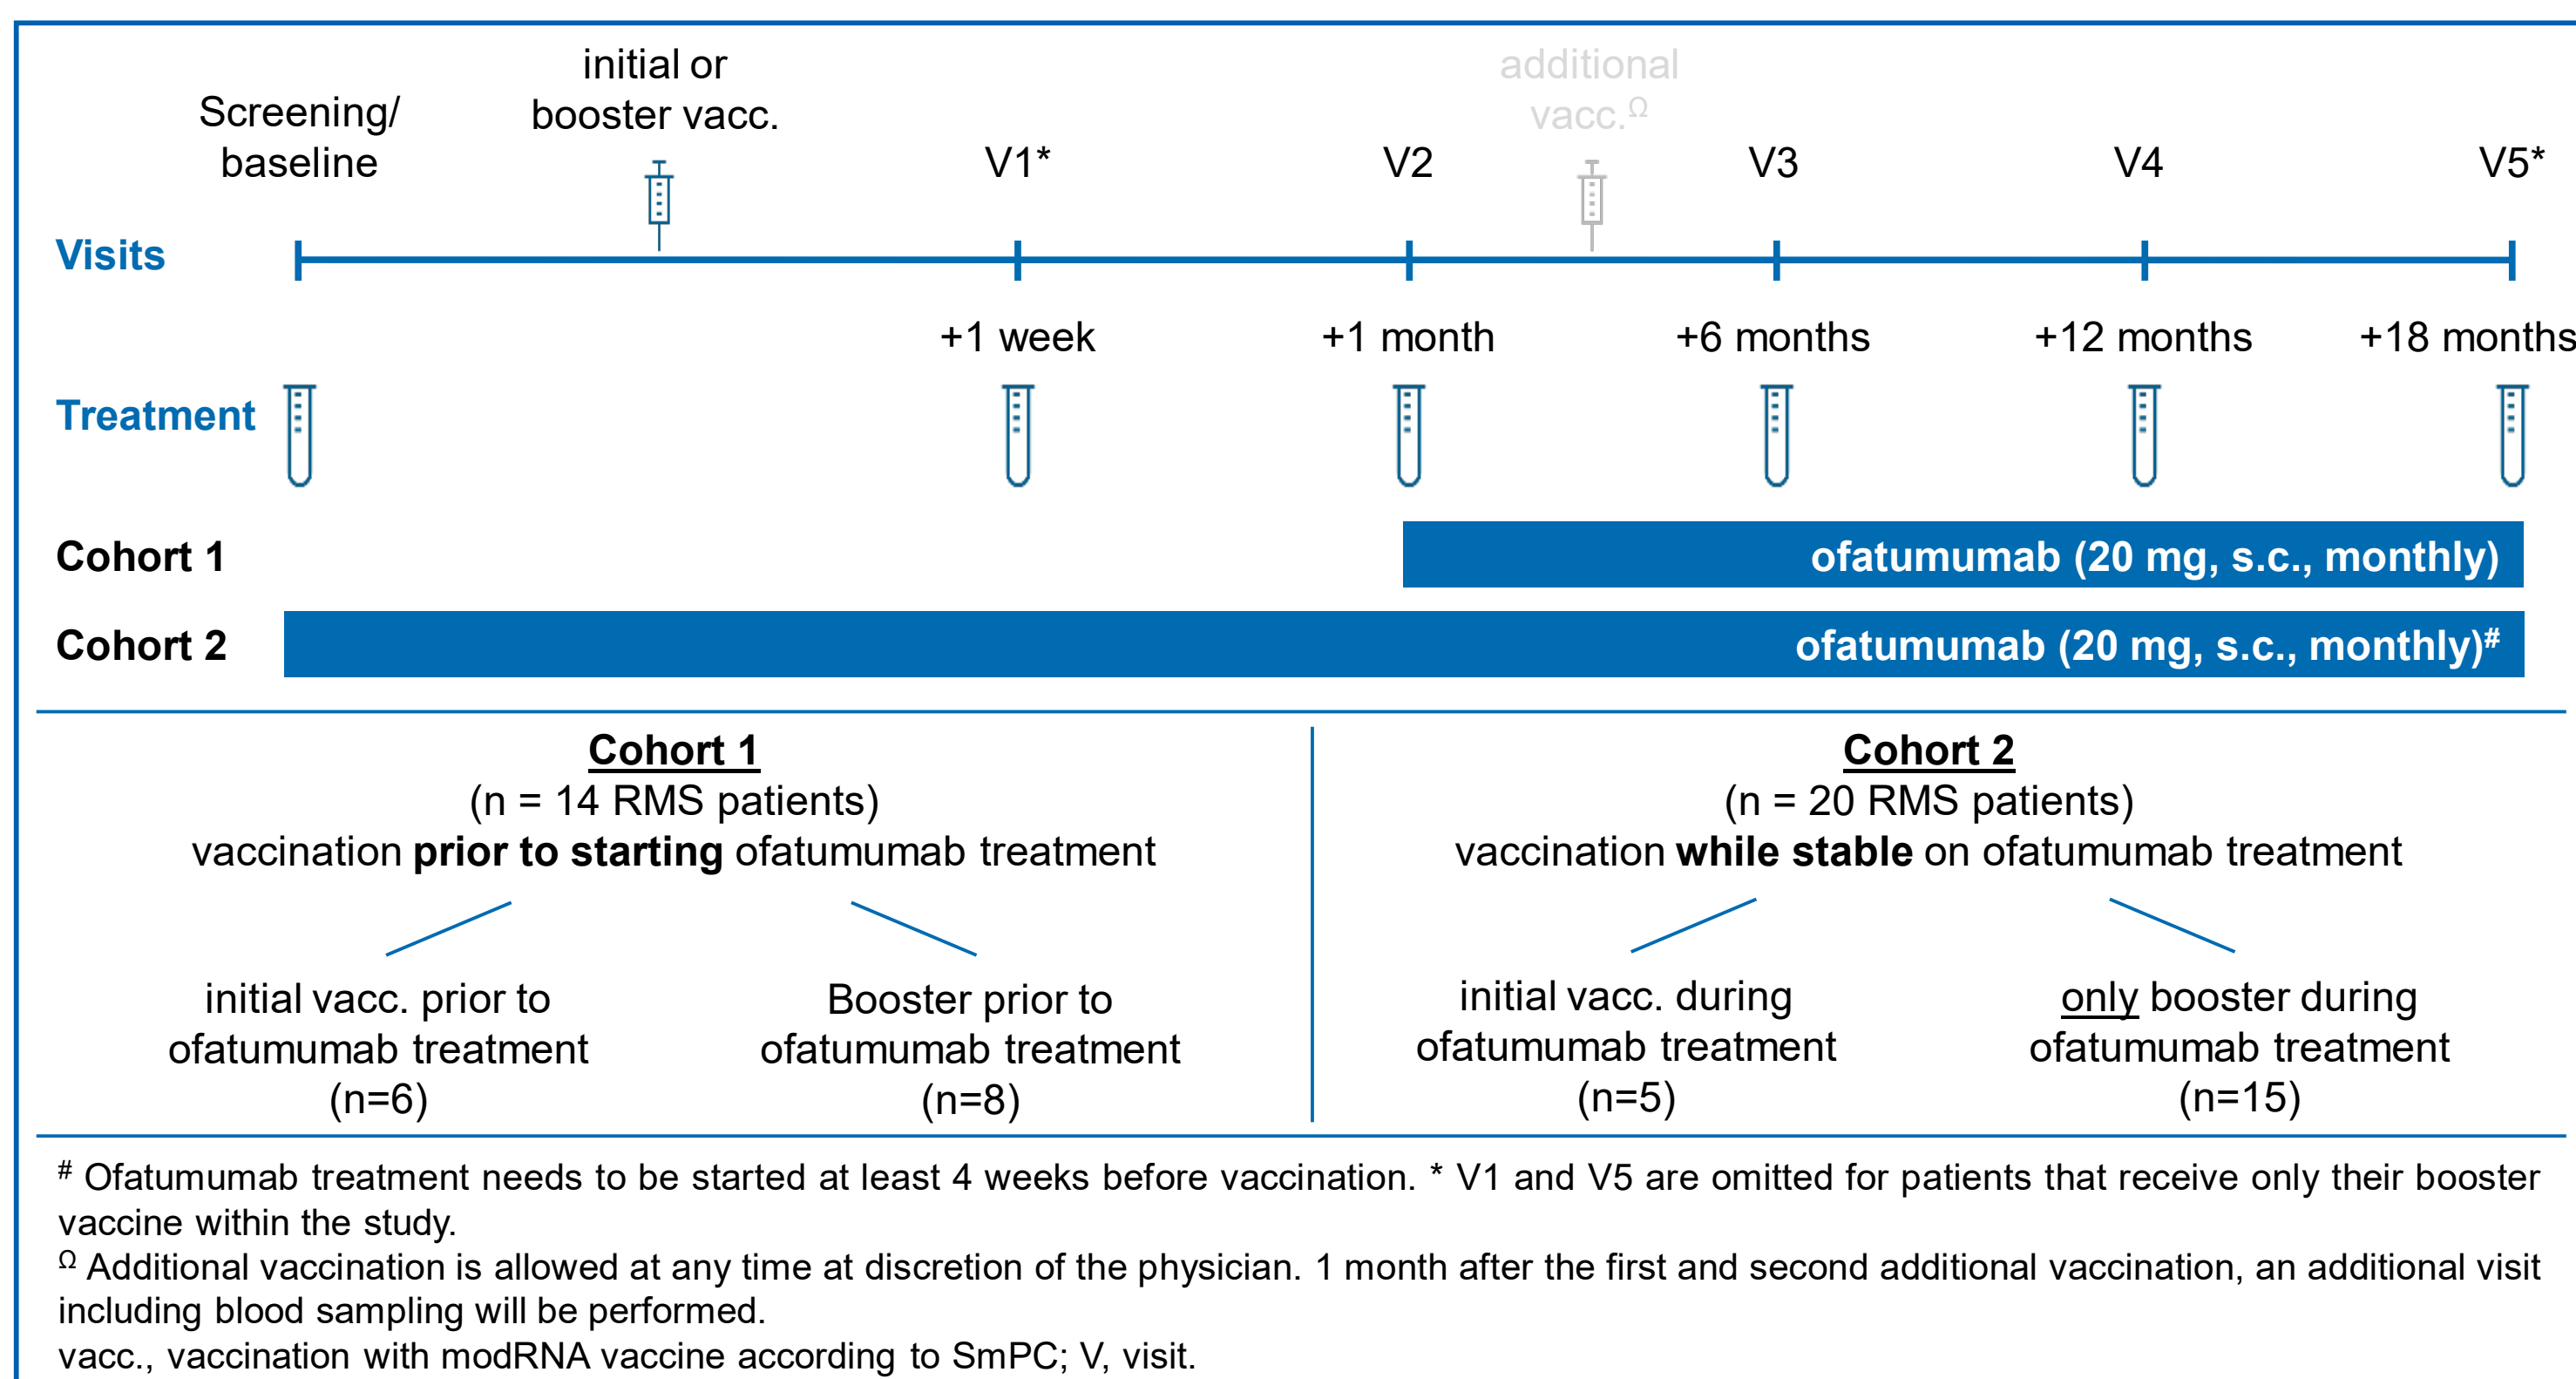 Screening/
baseline
initial or
booster vacc.
V1*
V2
additional
vacc.Ω
V3
V4
V5*
Visits
+1 week
+1 month
+6 months
+12 months
+18 months
Treatment
Cohort 1
ofatumumab (20 mg, s.c., monthly)
Cohort 2
ofatumumab (20 mg, s.c., monthly)#
Cohort 1
(n = 14 RMS patients)
vaccination prior to starting ofatumumab treatment
initial vacc. prior to
ofatumumab treatment
(n=6)
Booster prior to
ofatumumab treatment
(n=8)
Cohort 2
(n = 20 RMS patients)
vaccination while stable on ofatumumab treatment
initial vacc. during
ofatumumab treatment
(n=5)
only booster during
ofatumumab treatment
(n=15)
# Ofatumumab treatment needs to be started at least 4 weeks before vaccination. * V1 and V5 are omitted for patients that receive only their booster
vaccine within the study.
Ω Additional vaccination is allowed at any time at discretion of the physician. 1 month after the first and second additional vaccination, an additional visit
including blood sampling will be performed.
vacc., vaccination with modRNA vaccine according to SmPC; V, visit.